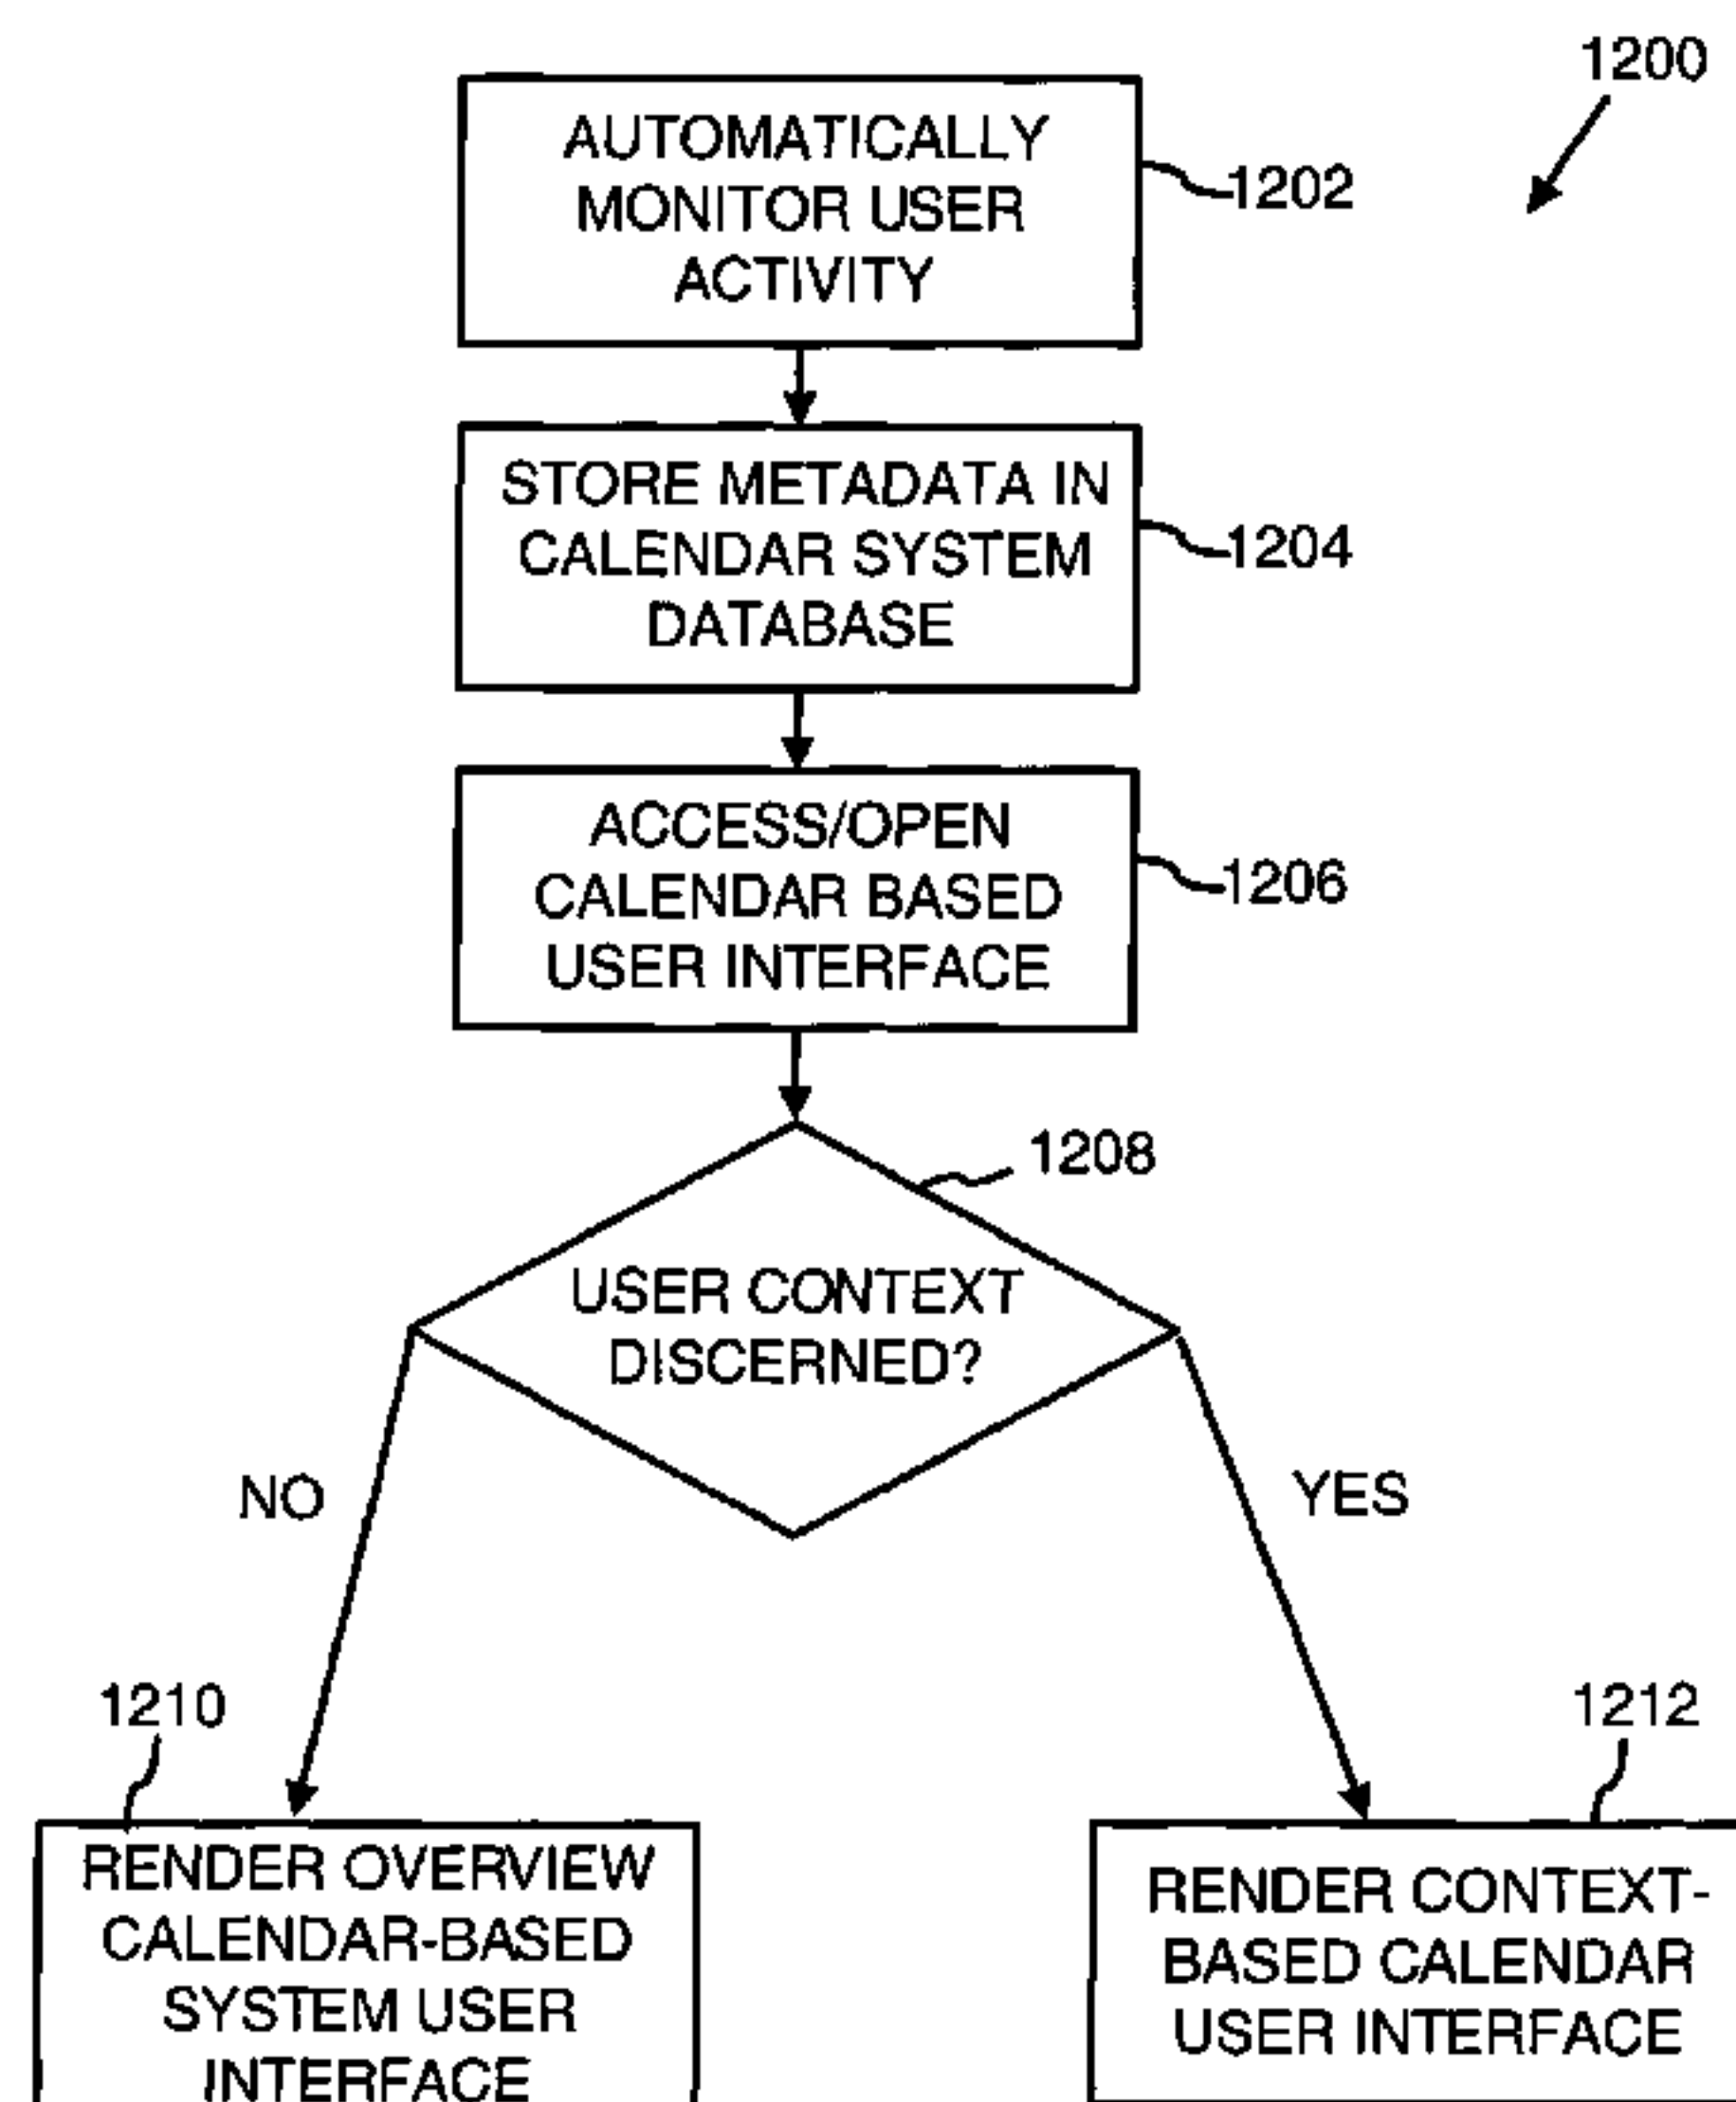 1200
AUTOMATICALLY
MONITOR USER
ACTIVITY
1202
STORE METADATA IN
CALENDAR SYSTEM
DATABASE
1204
ACCESS/OPEN
CALENDAR BASED
USER INTERFACE
1206
1208
USER CONTEXT
DISCERNED?
NO
YES
1210
1212
RENDER OVERVIEW
CALENDAR-BASED
SYSTEM USER
INTERFACE
RENDER CONTEXT-
BASED CALENDAR
USER INTERFACE